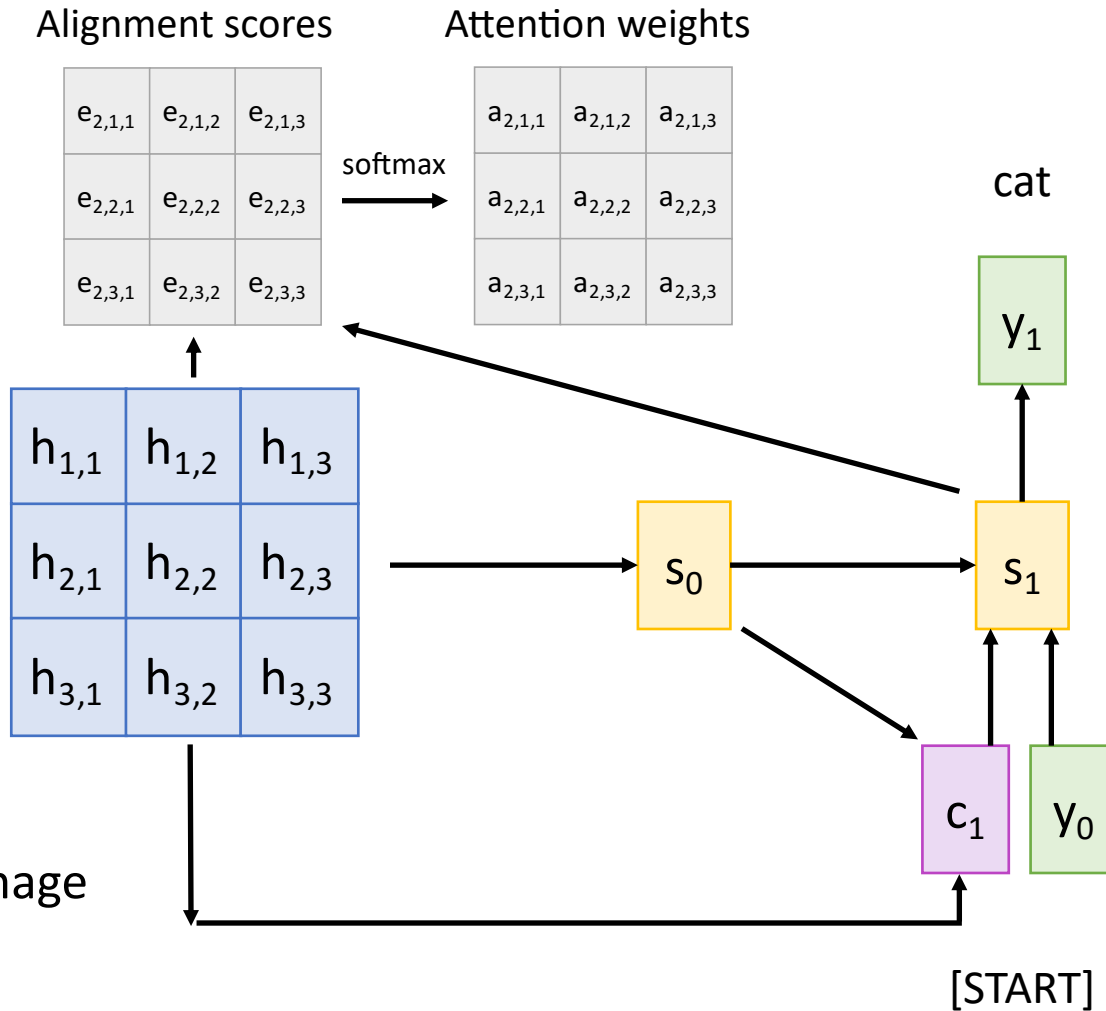 Alignment scores
Attention weights
e2,1,1 e2,1,2 e2,1,3
a2,1,1 a2,1,2 a2,1,3
softmax
e2,2,1 e2,2,2 e2,2,3
a2,2,1 a2,2,2 a2,2,3
cat
e2,3,1 e2,3,2 e2,3,3
a2,3,1 a2,3,2 a2,3,3
y1
h1,1 h1,2 h1,3
h2,1 h2,2 h2,3
s0
s1
h3,1 h3,2 h3,3
c1
y0
[START]